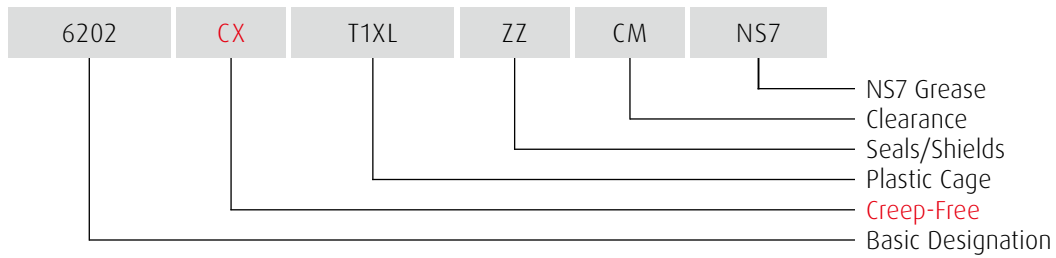 6202 CX T1XL ZZ CM NS7
NS7 Grease
Clearance
Seals/Shields
Plastic Cage
Creep-Free
Basic Designation